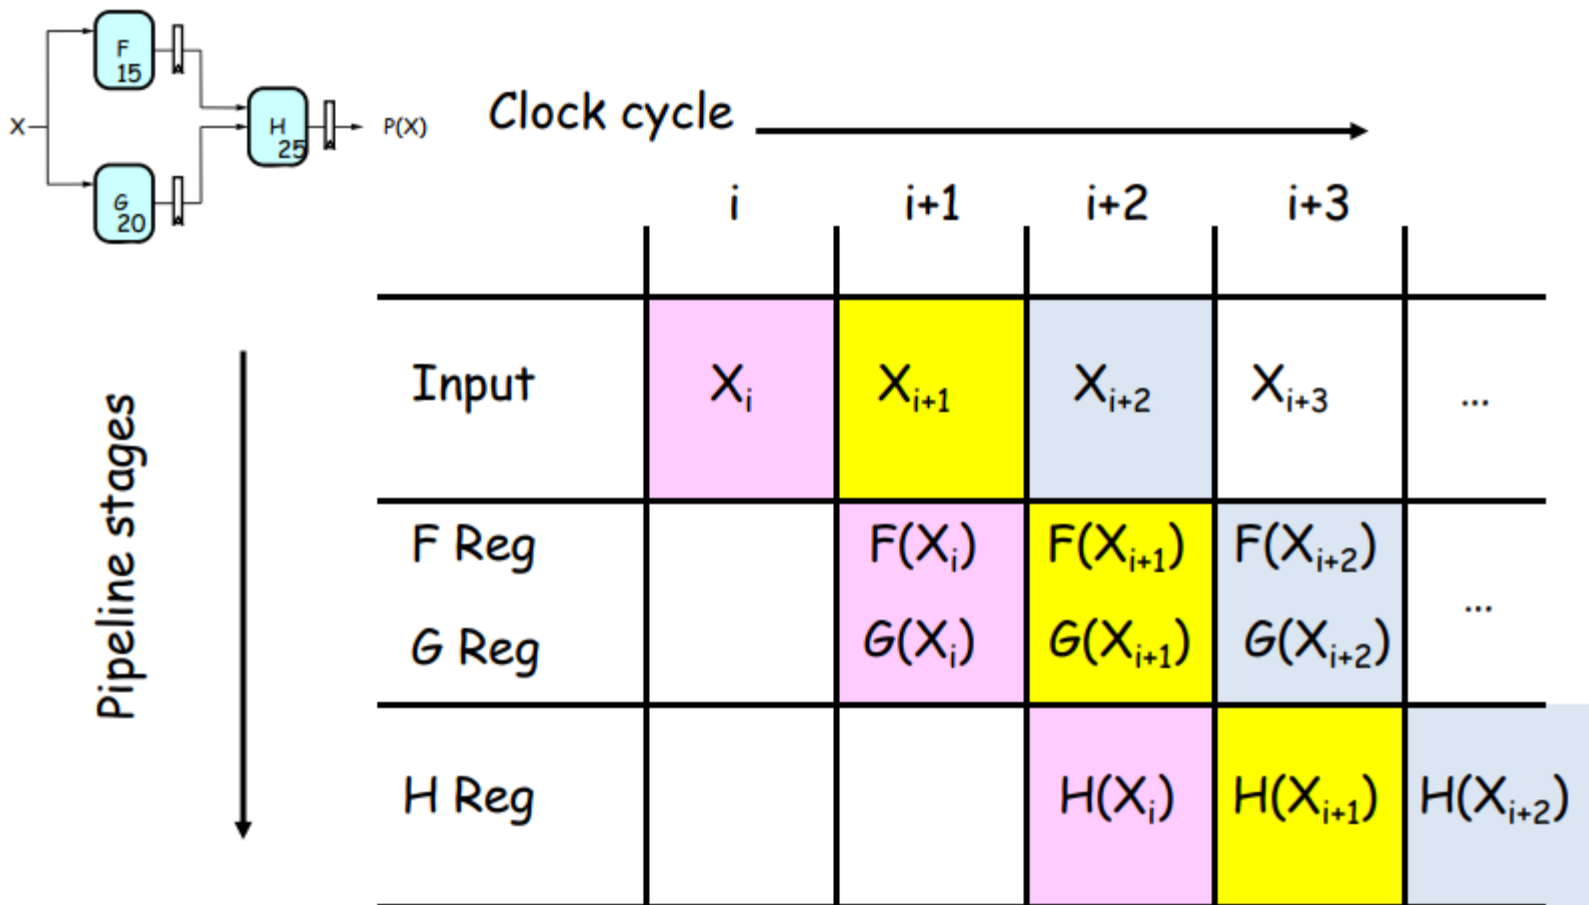 F
15
X
H
25
P(X)
G
20
Clock cycle
i i+1 i+2 i+3
Pipeline stages
Input Xᵢ Xᵢ₊₁ Xᵢ₊₂ Xᵢ₊₃ ...
F Reg F(Xᵢ) F(Xᵢ₊₁) F(Xᵢ₊₂)
...
G Reg G(Xᵢ) G(Xᵢ₊₁) G(Xᵢ₊₂)
H Reg H(Xᵢ) H(Xᵢ₊₁) H(Xᵢ₊₂)